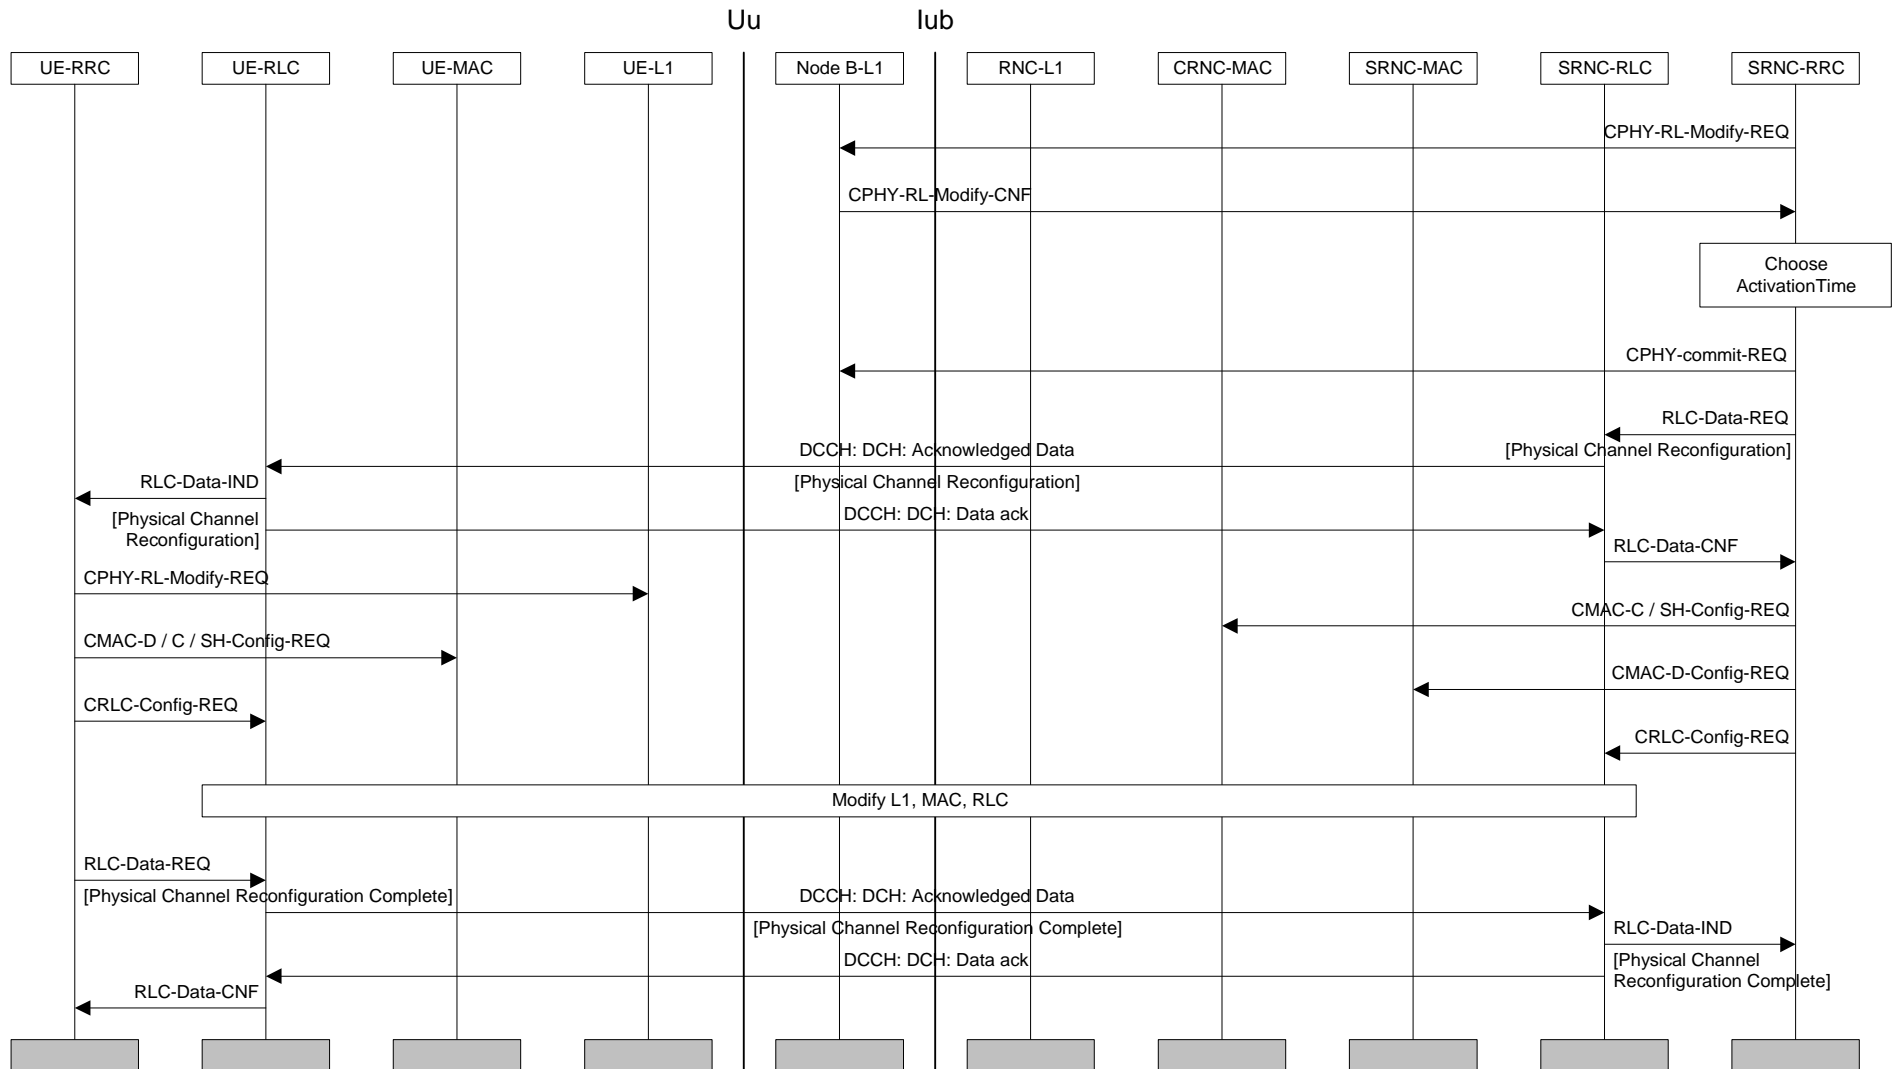 Uu Iub
UE-RRC UE-RLC UE-MAC UE-L1 Node B-L1 RNC-L1 CRNC-MAC SRNC-MAC SRNC-RLC SRNC-RRC
CPHY-RL-Modify-REQ
CPHY-RL-Modify-CNF
Choose
ActivationTime
CPHY-commit-REQ
RLC-Data-REQ
DCCH: DCH: Acknowledged Data [Physical Channel Reconfiguration]
RLC-Data-IND [Physical Channel Reconfiguration]
[Physical Channel DCCH: DCH: Data ack
Reconfiguration] RLC-Data-CNF
CPHY-RL-Modify-REQ
CMAC-C / SH-Config-REQ
CMAC-D / C / SH-Config-REQ
CMAC-D-Config-REQ
CRLC-Config-REQ
CRLC-Config-REQ
Modify L1, MAC, RLC
RLC-Data-REQ
[Physical Channel Reconfiguration Complete] DCCH: DCH: Acknowledged Data
[Physical Channel Reconfiguration Complete] RLC-Data-IND
DCCH: DCH: Data ack [Physical Channel
Reconfiguration Complete]
RLC-Data-CNF